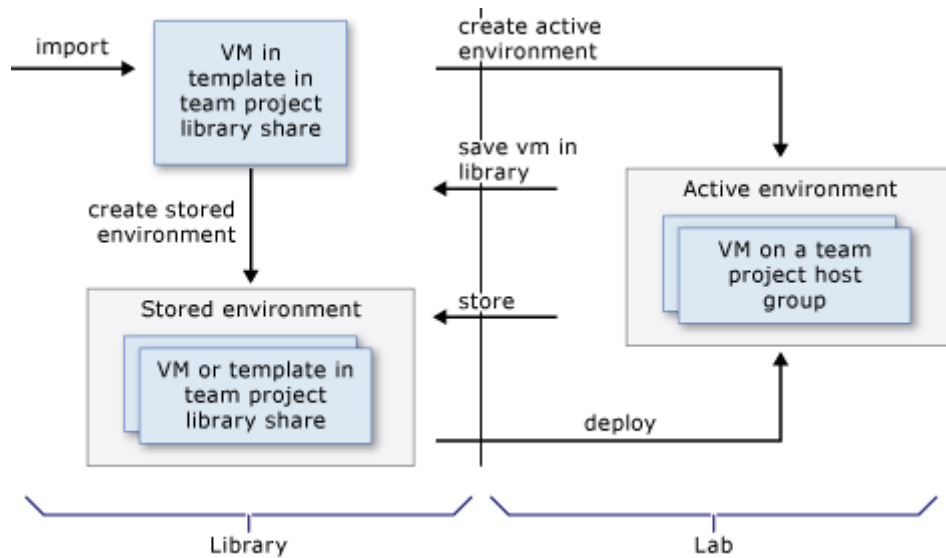 import
VM in
template in
team project
library share
create active
environment
save vm in
library
create stored
environment
Active environment
VM on a team
project host
group
Stored environment
store
VM or template in
team project
library share
deploy
Library
Lab